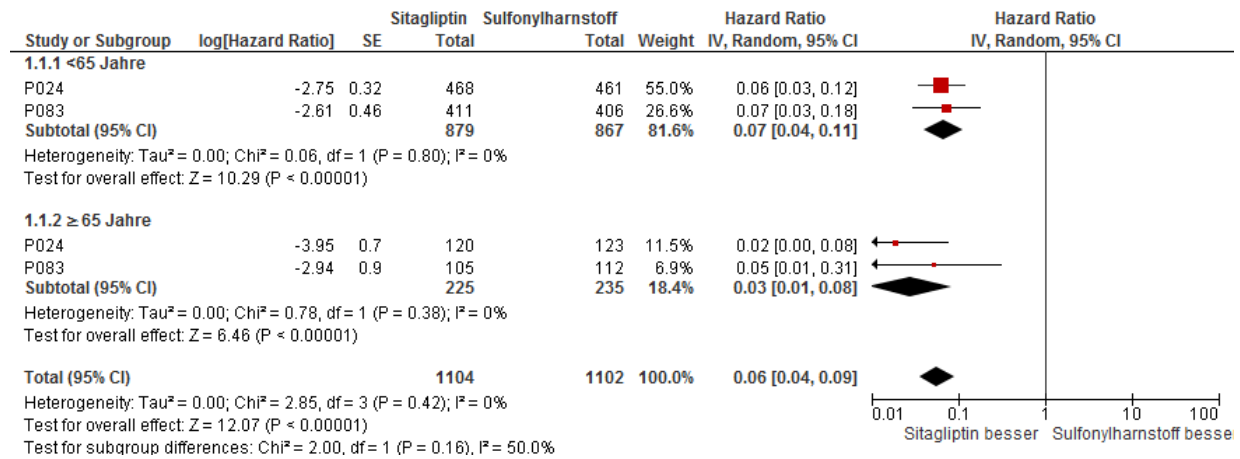 Sitagliptin Sulfonylharnstoff Hazard Ratio Hazard Ratio
Study or Subgroup log[Hazard Ratio] SE Total Total Weight IV, Random, 95% CI IV, Random, 95% CI
1.1.1 <65 Jahre
P024 -2.75 0.32 468 461 55.0% 0.06 [0.03, 0.12]
P083 -2.61 0.46 411 406 26.6% 0.07 [0.03, 0.18]
Subtotal (95% CI) 879 867 81.6% 0.07 [0.04, 0.11]
Heterogeneity: Tau² = 0.00; Chi² = 0.06, df = 1 (P = 0.80); I² = 0%
Test for overall effect: Z = 10.29 (P < 0.00001)
1.1.2 ≥ 65 Jahre
P024 -3.95 0.7 120 123 11.5% 0.02 [0.00, 0.08]
P083 -2.94 0.9 105 112 6.9% 0.05 [0.01, 0.31]
Subtotal (95% CI) 225 235 18.4% 0.03 [0.01, 0.08]
Heterogeneity: Tau² = 0.00; Chi² = 0.78, df = 1 (P = 0.38); I² = 0%
Test for overall effect: Z = 6.46 (P < 0.00001)
Total (95% CI) 1104 1102 100.0% 0.06 [0.04, 0.09]
Heterogeneity: Tau² = 0.00; Chi² = 2.85, df = 3 (P = 0.42); I² = 0%
Test for overall effect: Z = 12.07 (P < 0.00001)
Test for subgroup differences: Chi² = 2.00, df = 1 (P = 0.16), I² = 50.0%
0.01 0.1 1 10 100
Sitagliptin besser Sulfonylharnstoff besser